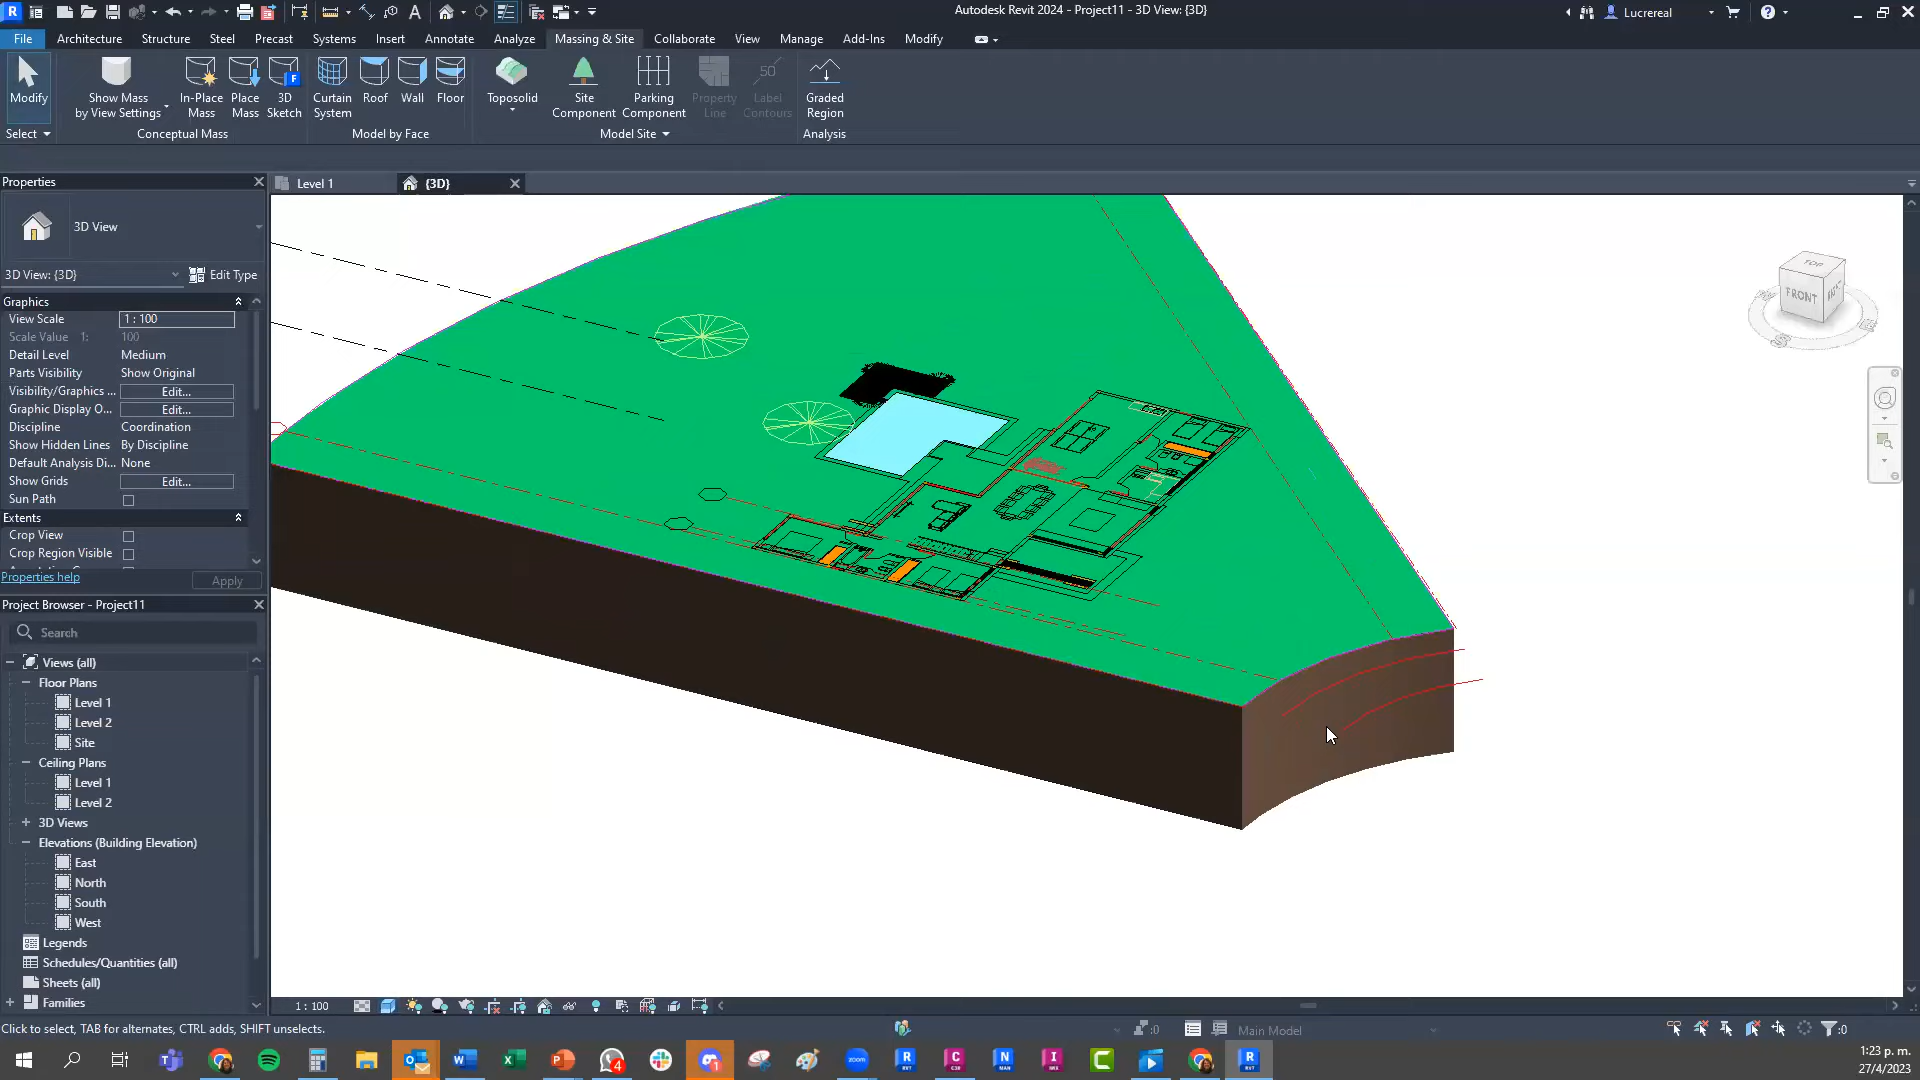 Autodesk Revit 2024 - Project11 - 3D View: {3D}
Lucrereal
File Architecture Structure Steel Precast Systems Insert Annotate Analyze Massing & Site Collaborate View Manage Add-Ins Modify
Modify
Show Mass by View Settings
In-Place Mass
Place Mass
3D Sketch
Curtain System
Roof
Wall
Floor
Toposolid
Site Component
Parking Component
Property Line
Label Contours
Graded Region
Select
Conceptual Mass
Model by Face
Model Site
Analysis
Properties
Level 1
{3D}
3D View
3D View: {3D}
Edit Type
Graphics
View Scale 1 : 100
Scale Value 1: 100
Detail Level Medium
Parts Visibility Show Original
Visibility/Graphics ... Edit...
Graphic Display O... Edit...
Discipline Coordination
Show Hidden Lines By Discipline
Default Analysis Di... None
Show Grids Edit...
Sun Path
Extents
Crop View
Crop Region Visible
Properties help
Apply
Project Browser - Project11
Search
Views (all)
Floor Plans
Level 1
Level 2
Site
Ceiling Plans
Level 1
Level 2
3D Views
Elevations (Building Elevation)
East
North
South
West
Legends
Schedules/Quantities (all)
Sheets (all)
Families
TOP
FRONT
S
E
1 : 100
Click to select, TAB for alternates, CTRL adds, SHIFT unselects.
:0
Main Model
:0
1:23 p. m.
27/4/2023